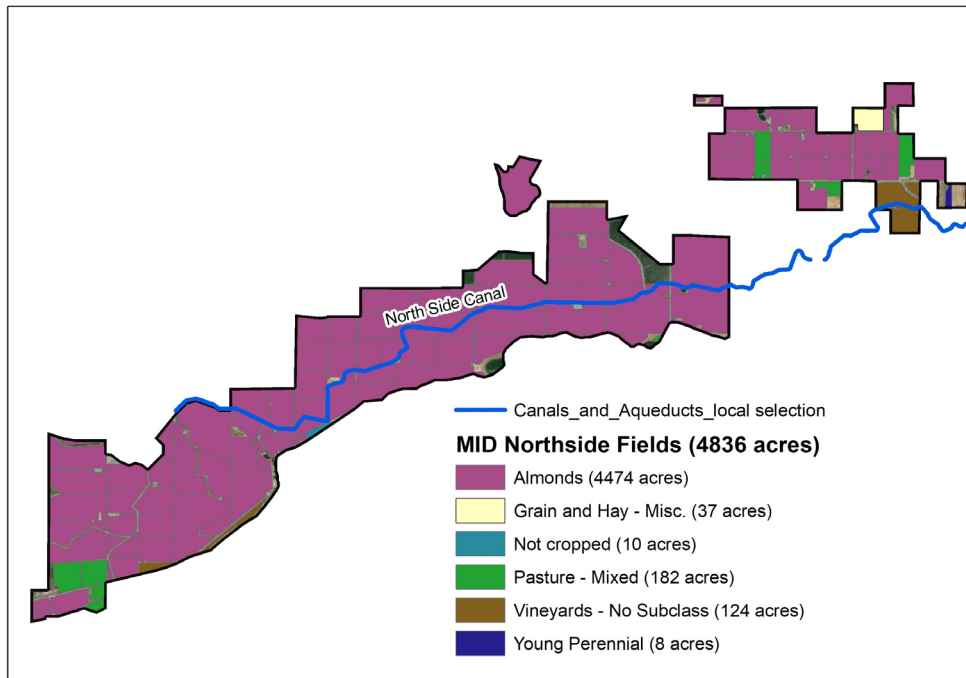 North Side Canal
Canals_and_Aqueducts_local selection
MID Northside Fields (4836 acres)
Almonds (4474 acres)
Grain and Hay - Misc. (37 acres)
Not cropped (10 acres)
Pasture - Mixed (182 acres)
Vineyards - No Subclass (124 acres)
Young Perennial (8 acres)